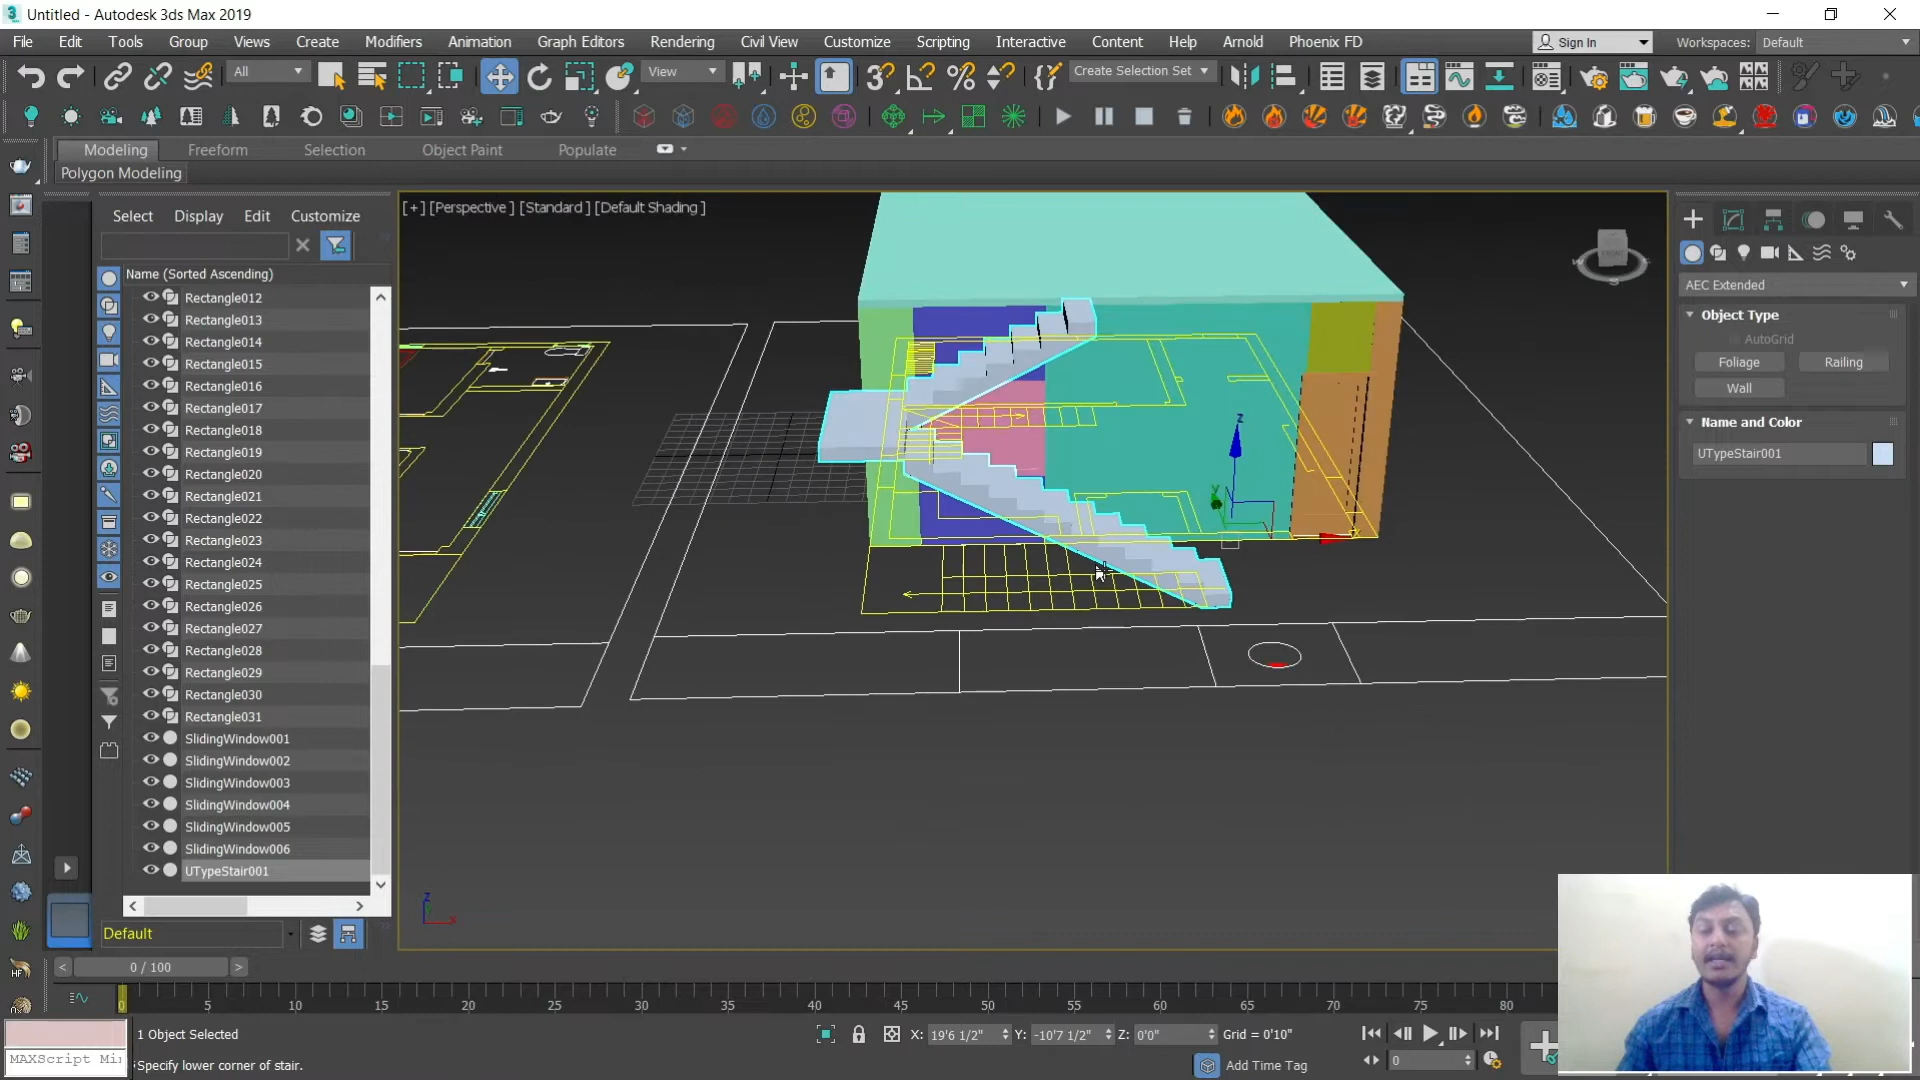 Untitled - Autodesk 3ds Max 2019
File Edit Tools Group Views Create Modifiers Animation Graph Editors Rendering Civil View Customize Scripting Interactive Content Help Arnold Phoenix FD Sign In Workspaces: Default
All View Create Selection Set
Modeling Freeform Selection Object Paint Populate
Polygon Modeling
Select Display Edit Customize
[+] [Perspective ] [Standard ] [Default Shading ]
Name (Sorted Ascending)
Rectangle012
Rectangle013
Rectangle014
Rectangle015
Rectangle016
Rectangle017
Rectangle018
Rectangle019
Rectangle020
Rectangle021
Rectangle022
Rectangle023
Rectangle024
Rectangle025
Rectangle026
Rectangle027
Rectangle028
Rectangle029
Rectangle030
Rectangle031
SlidingWindow001
SlidingWindow002
SlidingWindow003
SlidingWindow004
SlidingWindow005
SlidingWindow006
UTypeStair001
Default
AEC Extended
Object Type
AutoGrid
Foliage Railing
Wall
Name and Color
UTypeStair001
FRONT
z
y
z
x
0 / 100
0 5 10 15 20 25 30 35 40 45 50 55 60 65 70 75 80
1 Object Selected
X: 19'6 1/2" Y: -10'7 1/2" Z: 0'0" Grid = 0'10"
MAXScript Mi
Specify lower corner of stair.
Add Time Tag
0